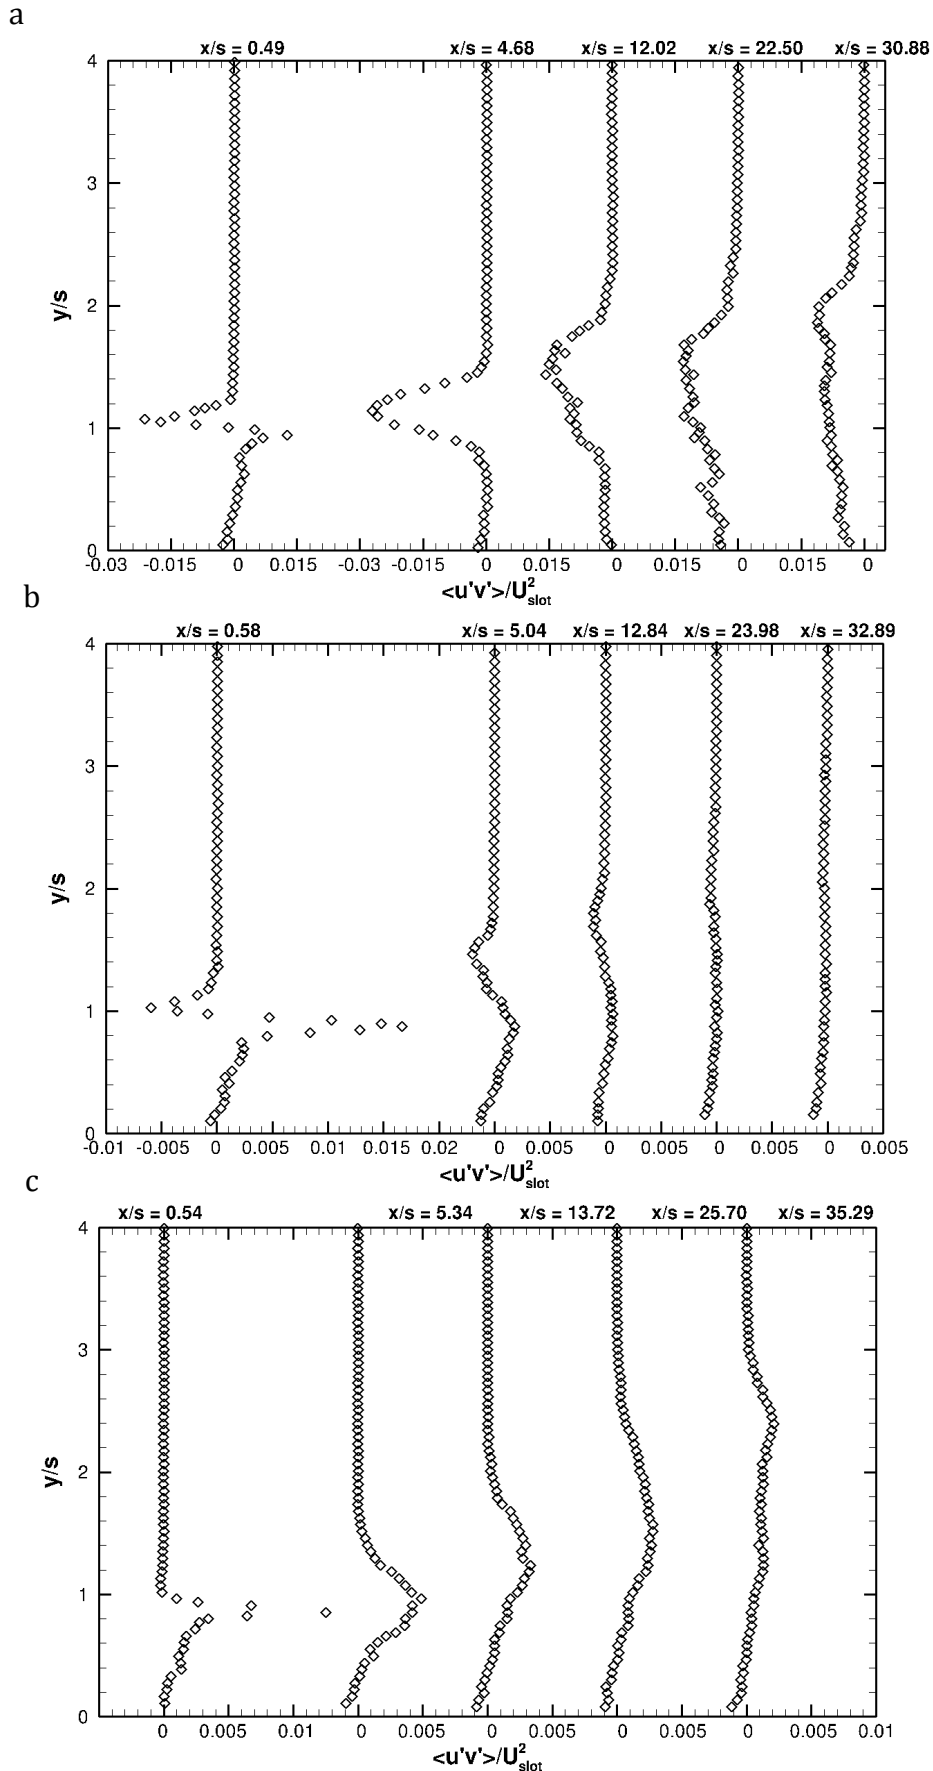 a
x/s = 0.49 x/s = 4.68 x/s = 12.02 x/s = 22.50 x/s = 30.88
4
3
2
1
0
y/s
-0.03 -0.015 0 0.015 -0.03 -0.015 0 0.015 0 0.015 0 0.015 0
<u'v'>/U²slot
b
x/s = 0.58 x/s = 5.04 x/s = 12.84 x/s = 23.98 x/s = 32.89
4
3
2
1
0
y/s
-0.01 -0.005 0 0.005 0.01 0.015 0.02 0 0.005 0 0.005 0 0.005 0 0.005
<u'v'>/U²slot
c
x/s = 0.54 x/s = 5.34 x/s = 13.72 x/s = 25.70 x/s = 35.29
4
3
2
1
0
y/s
0 0.005 0.01 0 0.005 0 0.005 0 0.005 0 0.005 0.01
<u'v'>/U²slot